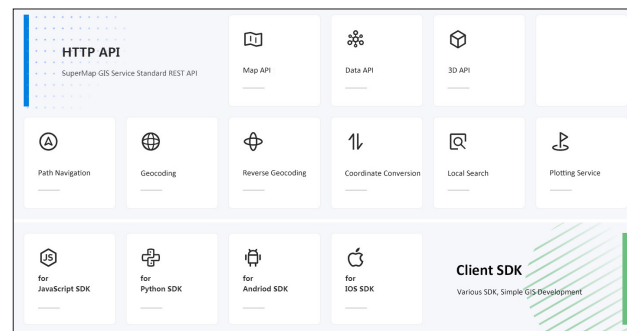 HTTP API
SuperMap GIS Service Standard REST API
Map API
Data API
3D API
Path Navigation
Geocoding
Reverse Geocoding
Coordinate Conversion
Local Search
Plotting Service
JS
for
JavaScript SDK
for
Python SDK
for
Andriod SDK
for
IOS SDK
Client SDK
Various SDK, Simple GIS Development